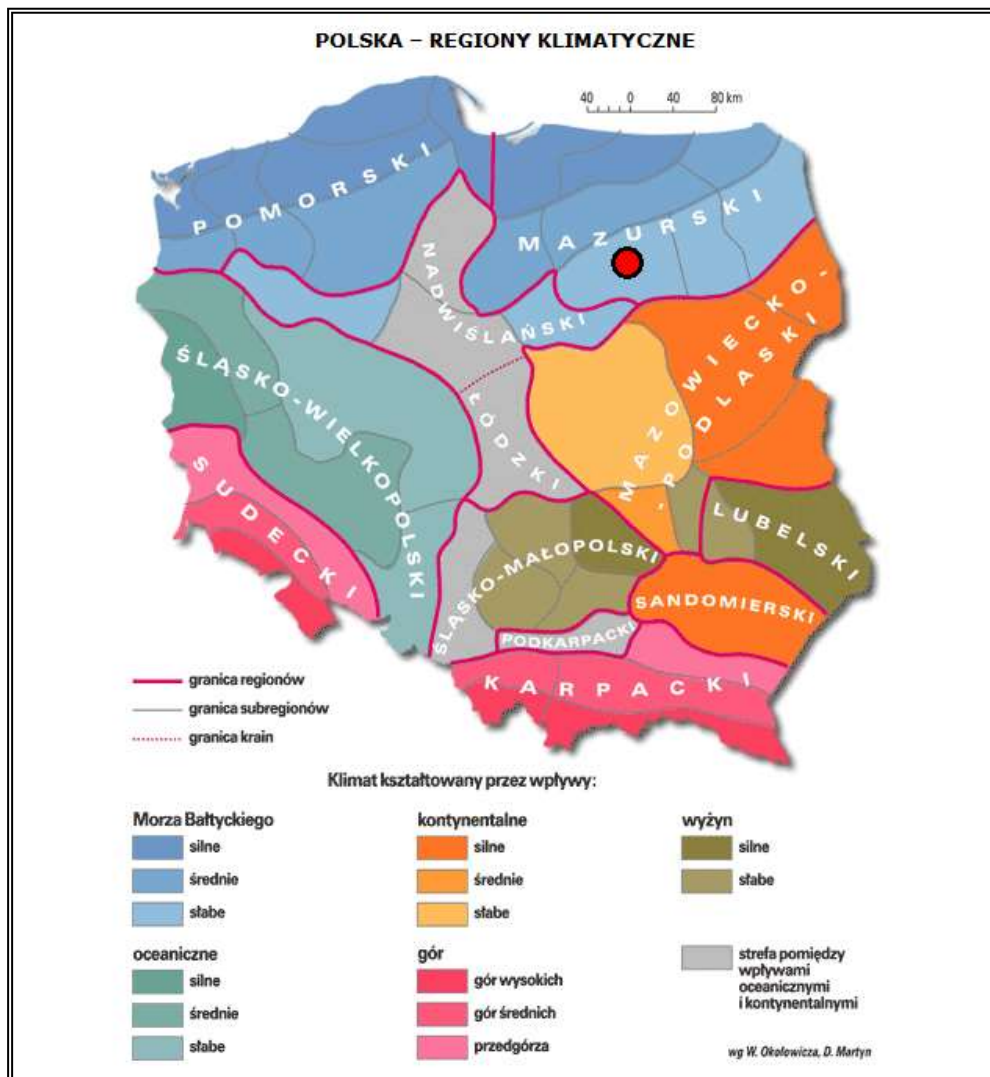 POLSKA – REGIONY KLIMATYCZNE
40 0 40 80 km
POMORSKI
MAZURSKI
NADWIŚLAŃSKI
MAZOWIECKO-
-PODLASKI
ŚLĄSKO-WIELKOPOLSKI
ŁÓDZKI
SUDECKI
LUBELSKI
ŚLĄSKO-MAŁOPOLSKI
SANDOMIERSKI
PODKARPACKI
KARPACKI
granica regionów
granica subregionów
granica krain
Klimat kształtowany przez wpływy:
Morza Bałtyckiego
silne
średnie
słabe
kontynentalne
silne
średnie
słabe
wyżyn
silne
słabe
oceaniczne
silne
średnie
słabe
gór
gór wysokich
gór średnich
przedgórza
strefa pomiędzy
wpływami
oceanicznymi
i kontynentalnymi
wg W. Okołowicza, D. Martyn